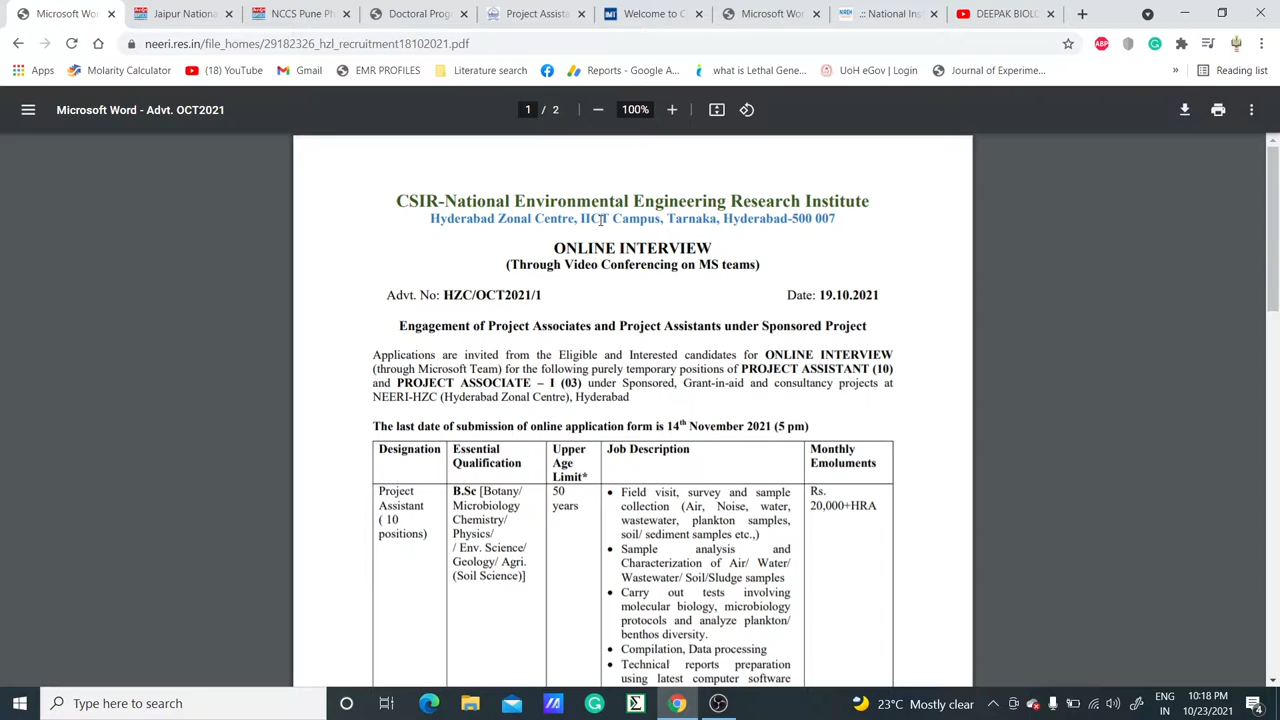 Microsoft Wo
Jaipur Nationa
NCCS Pune Ph
Doctoral Progr
Project Assista
Welcome to C
Microsoft Wo
:: National Ins
DEEPAK BIOL
neeri.res.in/file_homes/29182326_hzl_recruitment18102021.pdf
Apps
Molarity Calculator
(18) YouTube
Gmail
EMR PROFILES
Literature search
Reports - Google A...
what is Lethal Gene...
UoH eGov | Login
Journal of Experime...
»
Reading list
Microsoft Word - Advt. OCT2021
1 / 2
100%
CSIR-National Environmental Engineering Research Institute
Hyderabad Zonal Centre, IICT Campus, Tarnaka, Hyderabad-500 007
ONLINE INTERVIEW
(Through Video Conferencing on MS teams)
Advt. No: HZC/OCT2021/1
Date: 19.10.2021
Engagement of Project Associates and Project Assistants under Sponsored Project
Applications are invited from the Eligible and Interested candidates for ONLINE INTERVIEW
(through Microsoft Team) for the following purely temporary positions of PROJECT ASSISTANT (10)
and PROJECT ASSOCIATE – I (03) under Sponsored, Grant-in-aid and consultancy projects at
NEERI-HZC (Hyderabad Zonal Centre), Hyderabad
The last date of submission of online application form is 14th November 2021 (5 pm)
Designation
Essential
Qualification
Upper
Age
Limit*
Job Description
Monthly
Emoluments
Project
Assistant
( 10
positions)
B.Sc [Botany/
Microbiology
Chemistry/
Physics/
/ Env. Science/
Geology/ Agri.
(Soil Science)]
50
years
• Field visit, survey and sample
collection (Air, Noise, water,
wastewater, plankton samples,
soil/ sediment samples etc.,)
• Sample analysis and
Characterization of Air/ Water/
Wastewater/ Soil/Sludge samples
• Carry out tests involving
molecular biology, microbiology
protocols and analyze plankton/
benthos diversity.
• Compilation, Data processing
• Technical reports preparation
using latest computer software
Rs.
20,000+HRA
Type here to search
23°C Mostly clear
ENG
IN
10:18 PM
10/23/2021